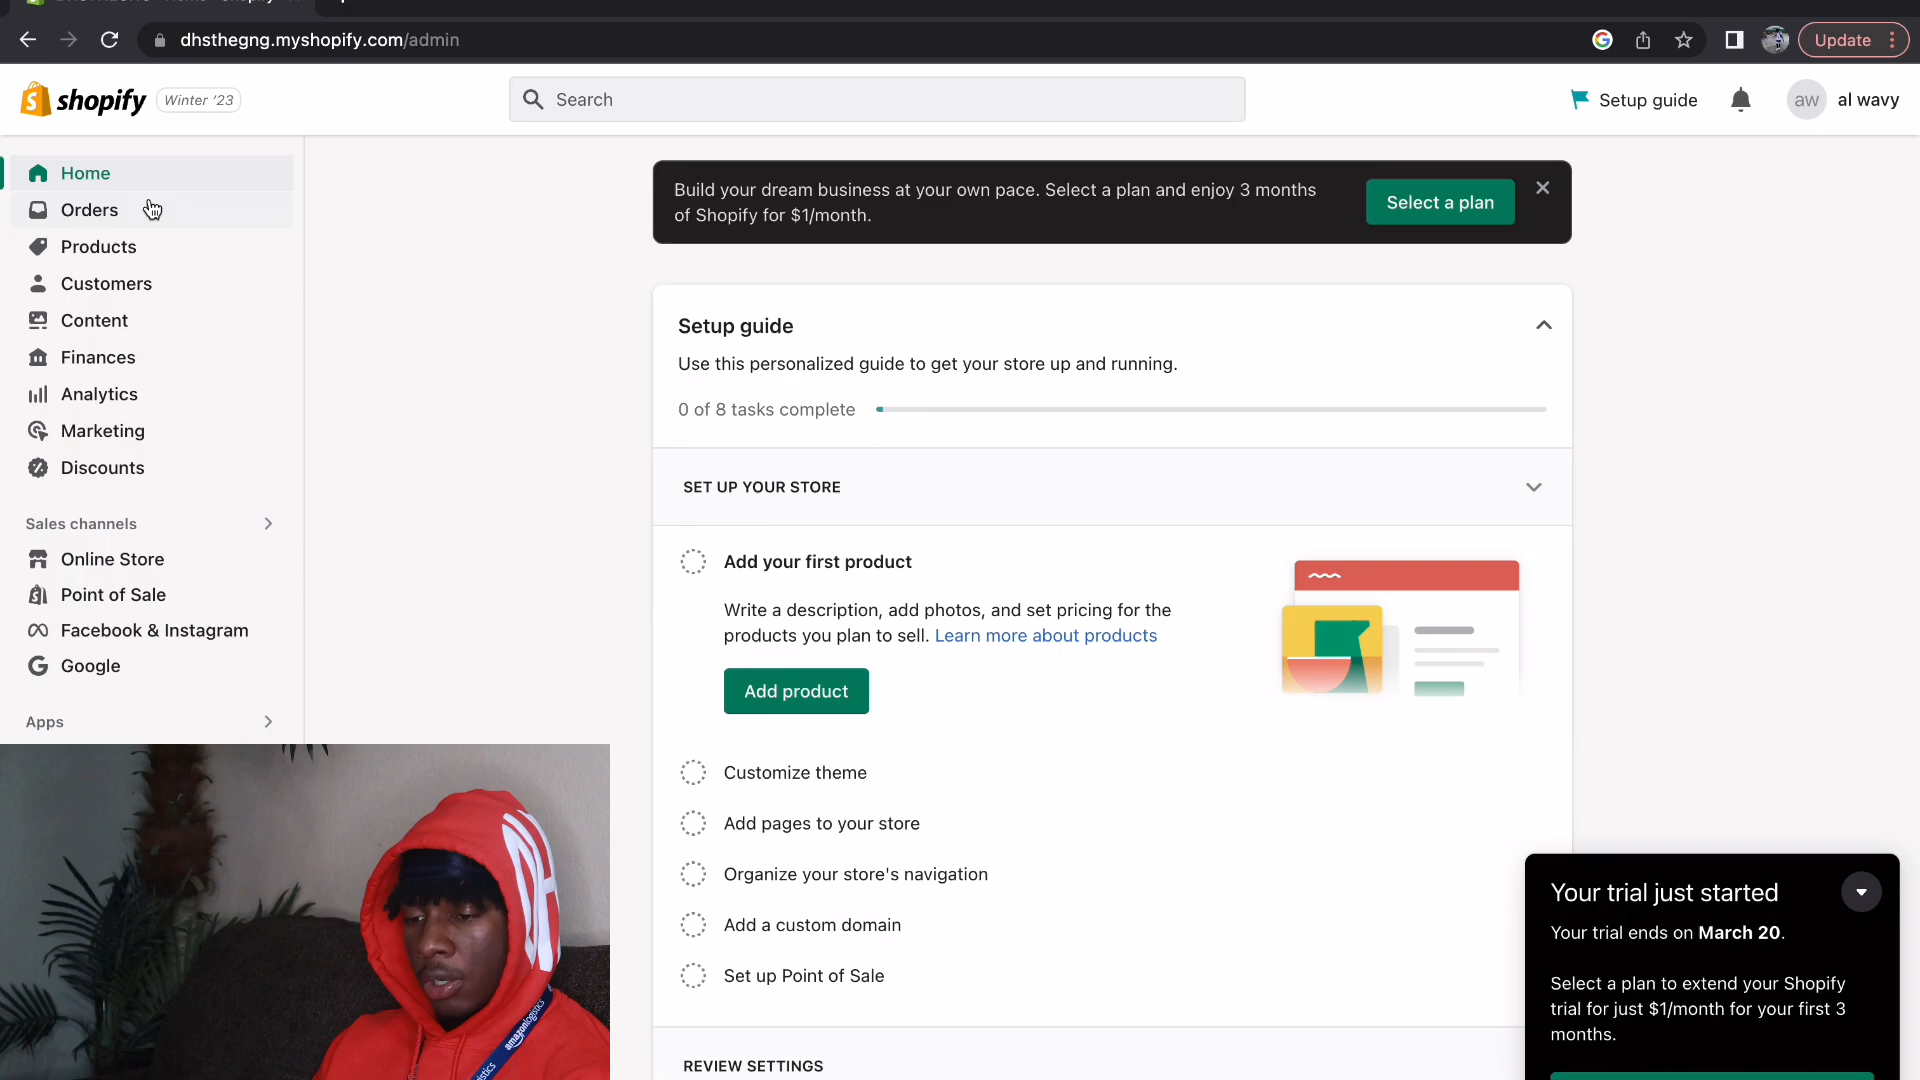 dhsthegng.myshopify.com/admin
Update
shopify
Winter '23
Search
Setup guide
aw
al wavy
Home
Orders
Products
Customers
Content
Finances
Analytics
Marketing
Discounts
Sales channels
Online Store
Point of Sale
Facebook & Instagram
Google
Apps
Build your dream business at your own pace. Select a plan and enjoy 3 months
of Shopify for $1/month.
Select a plan
Setup guide
Use this personalized guide to get your store up and running.
0 of 8 tasks complete
SET UP YOUR STORE
Add your first product
Write a description, add photos, and set pricing for the
products you plan to sell. Learn more about products
Add product
Customize theme
Add pages to your store
Organize your store's navigation
Add a custom domain
Set up Point of Sale
REVIEW SETTINGS
Your trial just started
Your trial ends on March 20.
Select a plan to extend your Shopify
trial for just $1/month for your first 3
months.
amazonlogistics